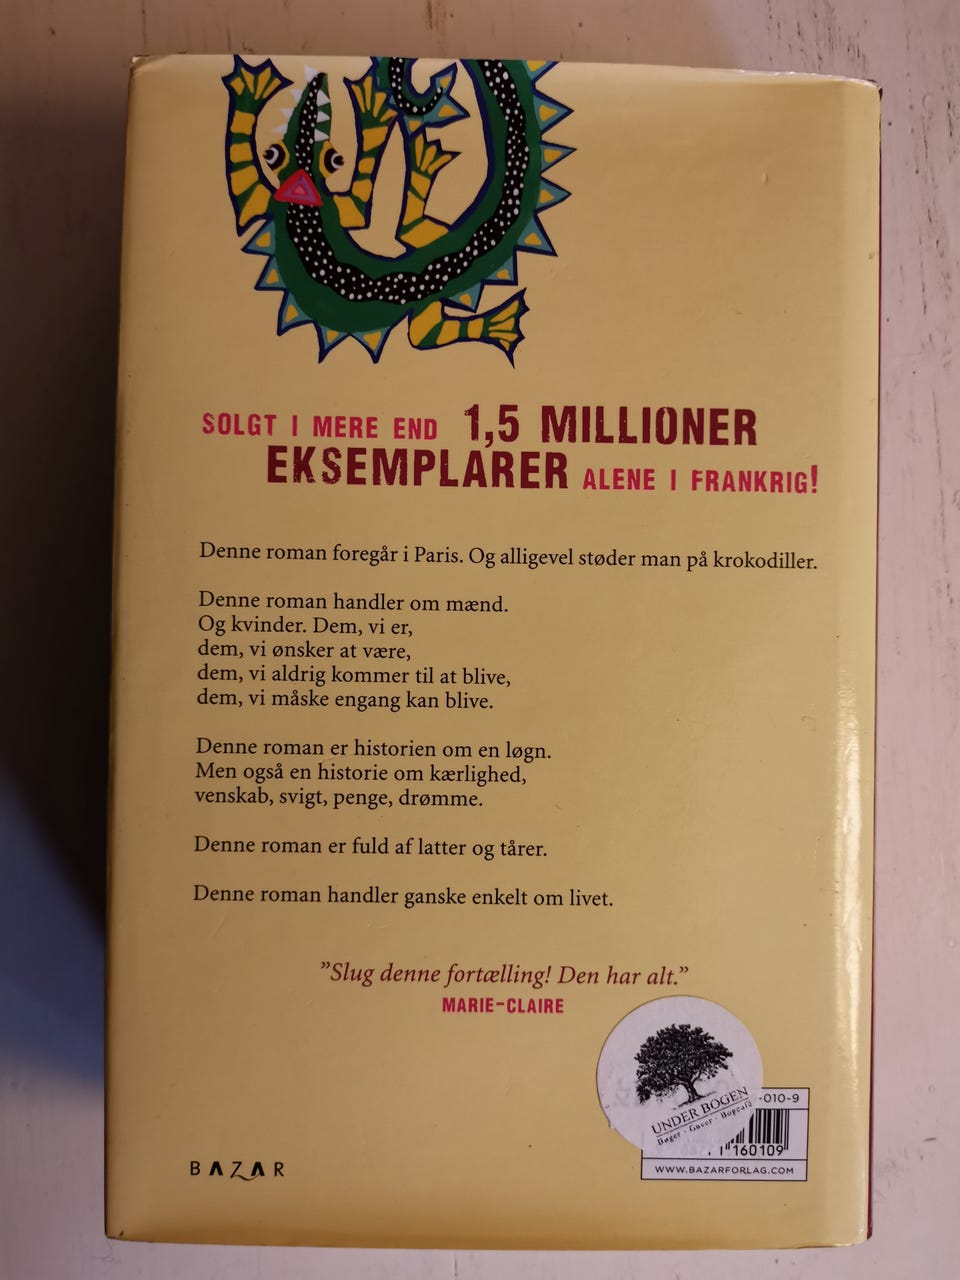 SOLGT I MERE END 1,5 MILLIONER
EKSEMPLARER ALENE I FRANKRIG!
Denne roman foregår i Paris. Og alligevel støder man på krokodiller.
Denne roman handler om mænd.
Og kvinder. Dem, vi er,
dem, vi ønsker at være,
dem, vi aldrig kommer til at blive,
dem, vi måske engang kan blive.
Denne roman er historien om en løgn.
Men også en historie om kærlighed,
venskab, svigt, penge, drømme.
Denne roman er fuld af latter og tårer.
Denne roman handler ganske enkelt om livet.
”Slug denne fortælling! Den har alt.”
MARIE-CLAIRE
UNDER BOGEN
Bøger · Gaver · Bogcafé
-010-9
160109
WWW.BAZARFORLAG.COM
BAZAR